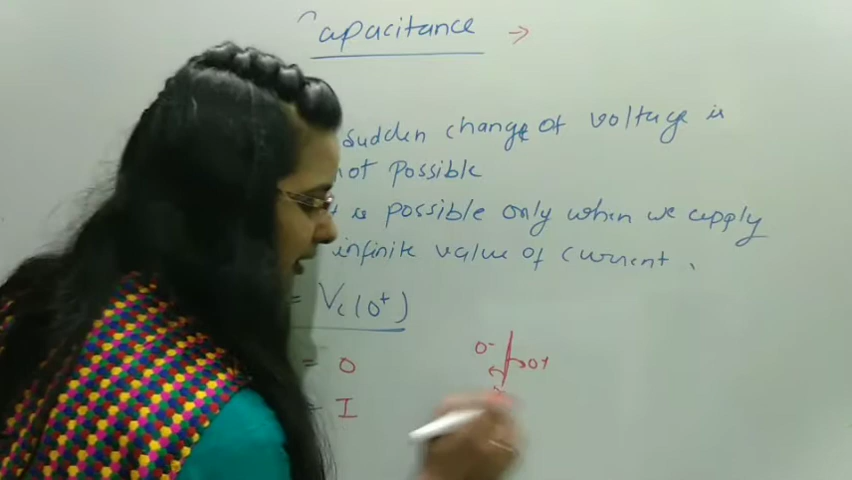 Capacitance →
Sudden change of voltage is
not possible
is possible only when we apply
infinite value of current.
= Vc(0+)
= 0
= I
0-
0+